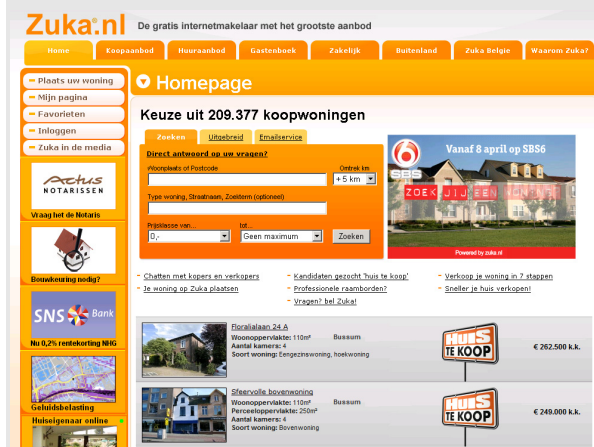 Zuka.nl
De gratis internetmakelaar met het grootste aanbod
Home Koopaanbod Huuraanbod Gastenboek Zakelijk Buitenland Zuka Belgie Waarom Zuka?
Plaats uw woning
Mijn pagina
Favorieten
Inloggen
Zuka in de media
Actus
NOTARISSEN
Vraag het de Notaris
Bouwkeuring nodig?
SNS Bank
Nu 0,2% rentekorting NHG
Geluidsbelasting
Huiseigenaar online
Homepage
Keuze uit 209.377 koopwoningen
Zoeken Uitgebreid Emailservice
Direct antwoord op uw vragen?
Woonplaats of Postcode Omtrek km
+ 5 km
Type woning, Straatnaam, Zoekterm (optioneel)
Prijsklasse van... tot...
0,- Geen maximum Zoeken
6
SBS
Vanaf 8 april op SBS6
ZOEK JIJ EEN
Powered by zuka.nl
- Chatten met kopers en verkopers
- Je woning op Zuka plaatsen
- Kandidaten gezocht 'huis te koop'
- Professionele raamborden?
- Vragen? bel Zuka!
- Verkoop je woning in 7 stappen
- Sneller je huis verkopen!
Floralialaan 24 A
Woonoppervlakte: 110m² Bussum
Aantal kamers: 4
Soort woning: Eengezinswoning, hoekwoning
HUIS
TE KOOP
€ 262.500 k.k.
Sfeervolle bovenwoning
Woonoppervlakte: 110m² Bussum
Perceeloppervlakte: 250m²
Aantal kamers: 4
Soort woning: Bovenwoning
HUIS
TE KOOP
€ 249.000 k.k.